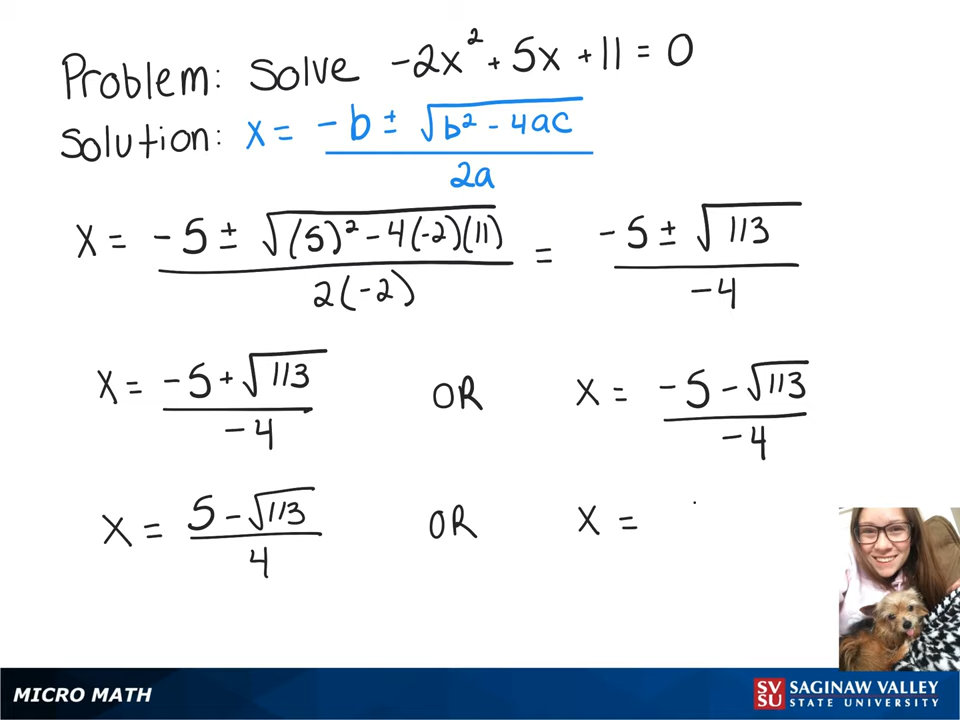 Problem: Solve -2x² + 5x + 11 = 0
Solution: x = (-b ± √(b² - 4ac)) / (2a)
x = (-5 ± √((5)² - 4(-2)(11))) / (2(-2)) = (-5 ± √113) / (-4)
x = (-5 + √113) / (-4) OR x = (-5 - √113) / (-4)
x = (5 - √113) / 4 OR x =
MICRO MATH
SVSU SAGINAW VALLEY
STATE UNIVERSITY